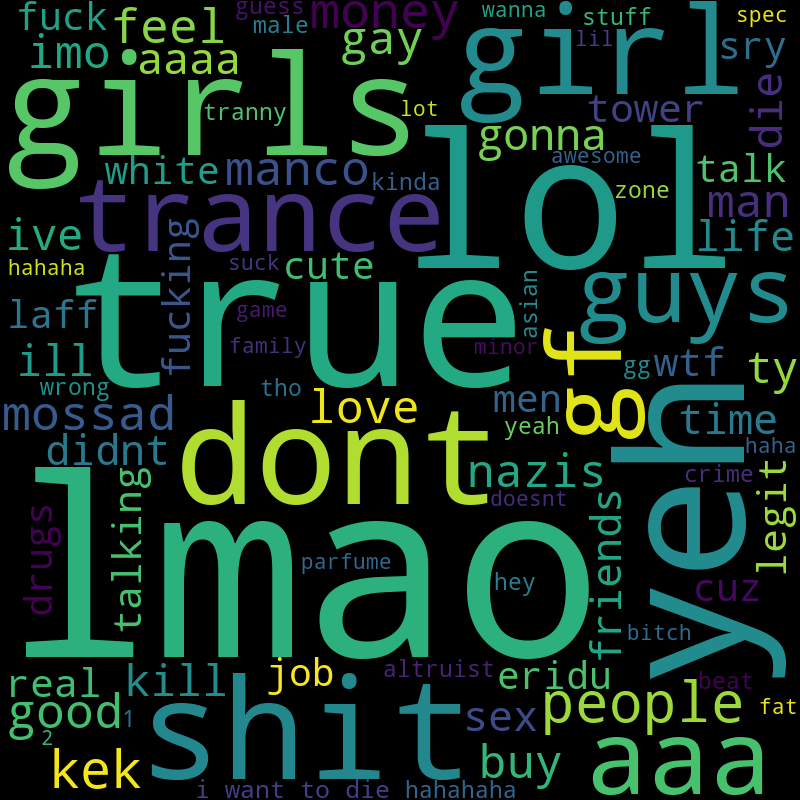 fuck
feel
guess
male
money
wanna
stuff
spec
girl
imo
aaaa
gay
lil
sry
girls
tranny
lot
tower
die
gonna
awesome
talk
white
manco
kinda
zone
man
trance
lol
ive
life
hahaha
fucking
suck
cute
guys
asian
laff
true
game
family
minor
gf
gg
wtf
ty
ill
wrong
tho
love
men
mossad
yeah
time
didnt
dont
nazis
yeh
haha
doesnt
crime
legit
drugs
talking
lmao
friends
parfume
hey
cuz
bitch
real
kill
job
altruist
eridu
beat
good
1
2
shit
sex
people
fat
kek
buy
aaa
i want to die
hahahaha